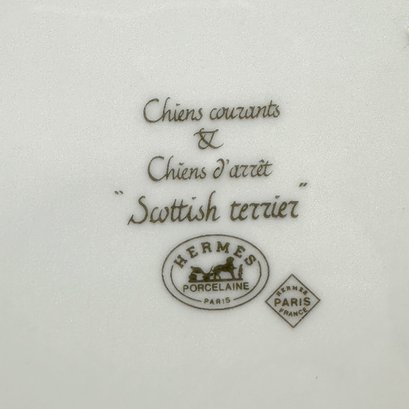 Chiens courants
&
Chiens d'arrêt
"Scottish terrier"
HERMES
PORCELAINE
PARIS
HERMES
PARIS
FRANCE